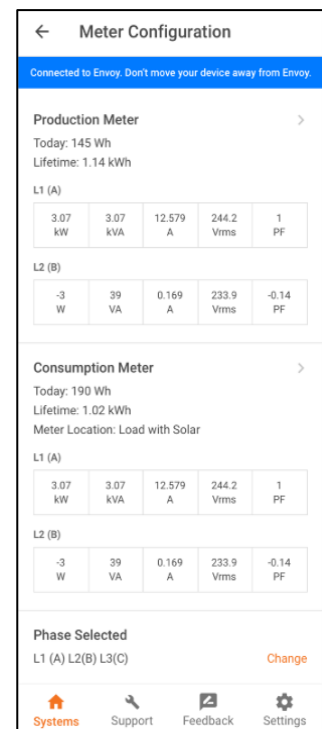 Meter Configuration
Connected to Envoy. Don't move your device away from Envoy.
Production Meter
Today: 145 Wh
Lifetime: 1.14 kWh
L1 (A)
3.07 3.07 12.579 244.2 1
kW kVA A Vrms PF
L2 (B)
-3 39 0.169 233.9 -0.14
W VA A Vrms PF
Consumption Meter
Today: 190 Wh
Lifetime: 1.02 kWh
Meter Location: Load with Solar
L1 (A)
3.07 3.07 12.579 244.2 1
kW kVA A Vrms PF
L2 (B)
-3 39 0.169 233.9 -0.14
W VA A Vrms PF
Phase Selected
L1 (A) L2(B) L3(C) Change
Systems Support Feedback Settings